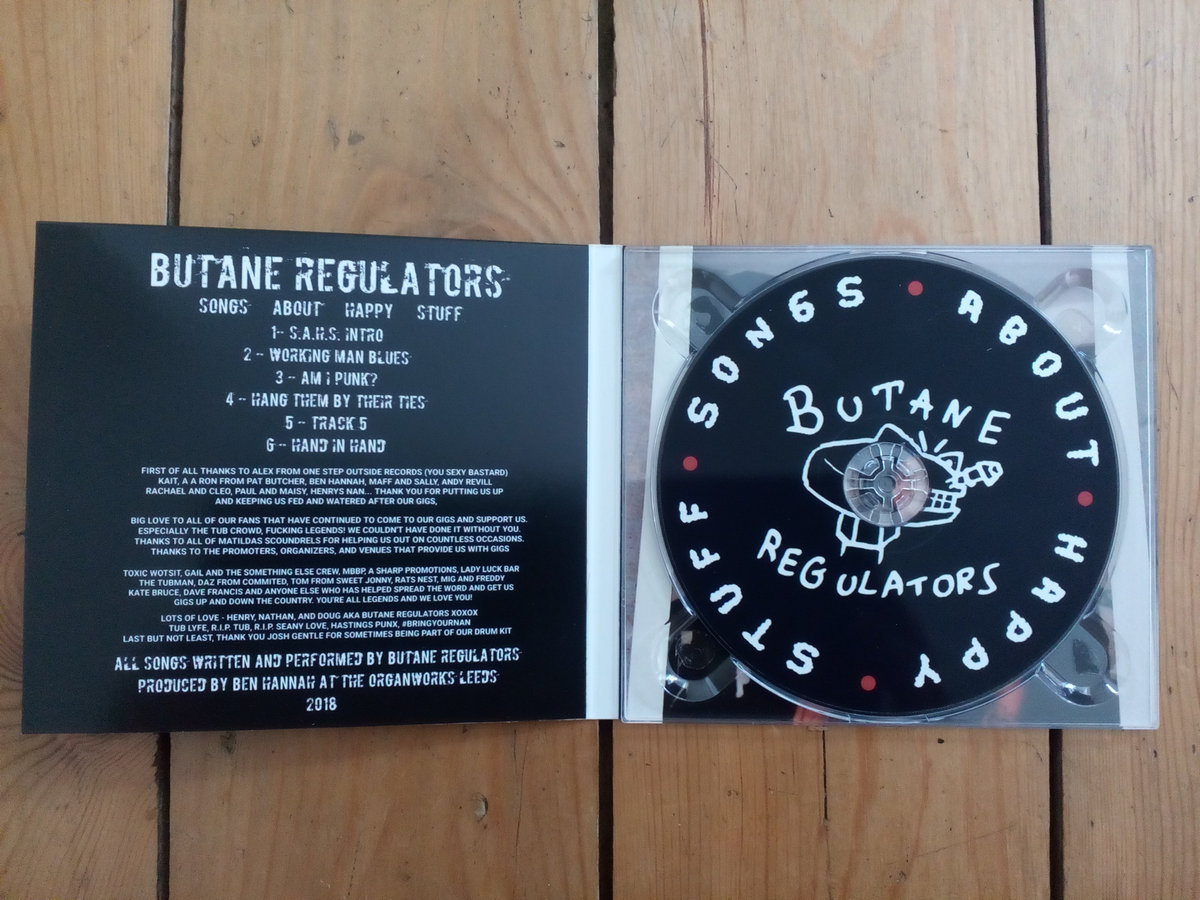 BUTANE REGULATORS
SONGS ABOUT HAPPY STUFF
1- S.A.H.S. INTRO
2 - WORKING MAN BLUES
3 - AM I PUNK?
4 - HANG THEM BY THEIR TIES
5 - TRACK 5
6 - HAND IN HAND
FIRST OF ALL THANKS TO ALEX FROM ONE STEP OUTSIDE RECORDS (YOU SEXY BASTARD)
KAIT, A A RON FROM PAT BUTCHER, BEN HANNAH, MAFF AND SALLY, ANDY REVILL
RACHAEL AND CLEO, PAUL AND MAISY, HENRYS NAN... THANK YOU FOR PUTTING US UP
AND KEEPING US FED AND WATERED AFTER OUR GIGS,
BIG LOVE TO ALL OF OUR FANS THAT HAVE CONTINUED TO COME TO OUR GIGS AND SUPPORT US.
ESPECIALLY THE TUB CROWD. FUCKING LEGENDS! WE COULDN'T HAVE DONE IT WITHOUT YOU.
THANKS TO ALL OF MATILDAS SCOUNDRELS FOR HELPING US OUT ON COUNTLESS OCCASIONS.
THANKS TO THE PROMOTERS, ORGANIZERS, AND VENUES THAT PROVIDE US WITH GIGS
TOXIC WOTSIT, GAIL AND THE SOMETHING ELSE CREW, MBBP, A SHARP PROMOTIONS, LADY LUCK BAR
THE TUBMAN, DAZ FROM COMMITED, TOM FROM SWEET JONNY, RATS NEST, MIG AND FREDDY
KATE BRUCE, DAVE FRANCIS AND ANYONE ELSE WHO HAS HELPED SPREAD THE WORD AND GET US
GIGS UP AND DOWN THE COUNTRY. YOU'RE ALL LEGENDS AND WE LOVE YOU!
LOTS OF LOVE - HENRY, NATHAN, AND DOUG AKA BUTANE REGULATORS XOXOX
TUB LYFE, R.I.P. TUB, R.I.P. SEANY LOVE, HASTINGS PUNX, #BRINGYOURNAN
LAST BUT NOT LEAST, THANK YOU JOSH GENTLE FOR SOMETIMES BEING PART OF OUR DRUM KIT
ALL SONGS WRITTEN AND PERFORMED BY BUTANE REGULATORS
PRODUCED BY BEN HANNAH AT THE ORGANWORKS LEEDS
2018
SONGS • ABOUT • HAPPY • STUFF •
BUTANE
REGULATORS